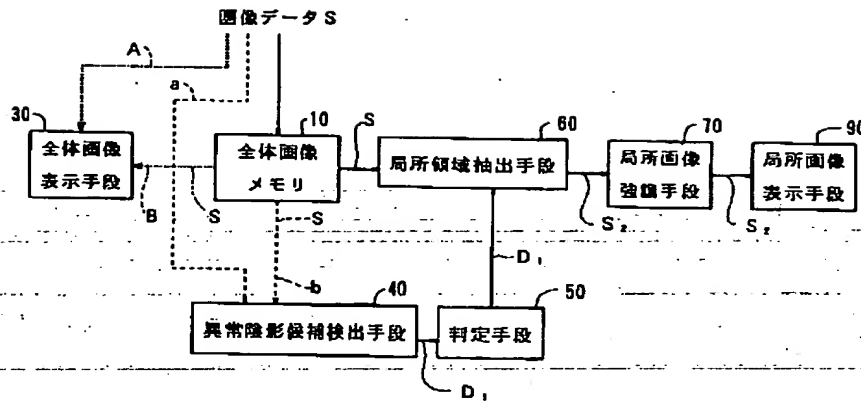 画像データS
A
a
30
10
S
60
70
90
全体画像
表示手段
全体画像
メモリ
局所領域抽出手段
局所画像
強調手段
局所画像
表示手段
B
S
S
S₂
S₂
D₁
b
40
50
異常陰影候補検出手段
判定手段
D₁